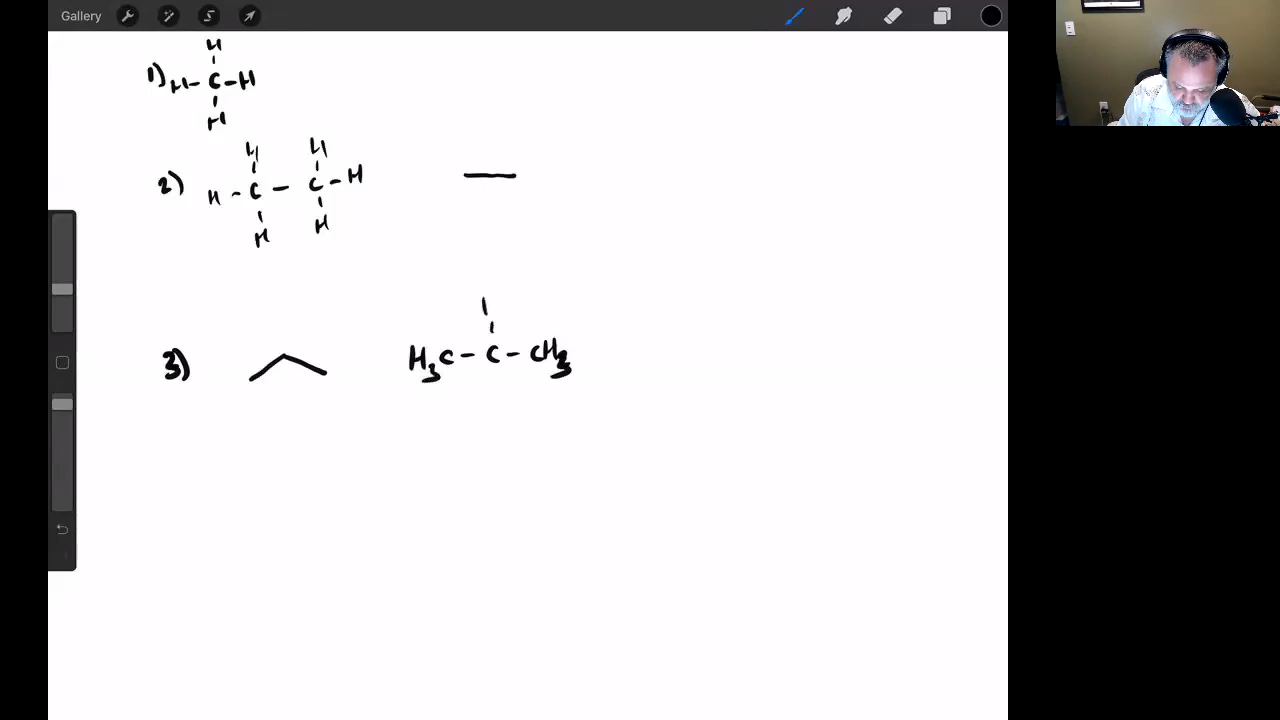 Gallery
H
1) H-C-H
H
H H
2) H-C-C-H
H H
3) H3C-C-CH3